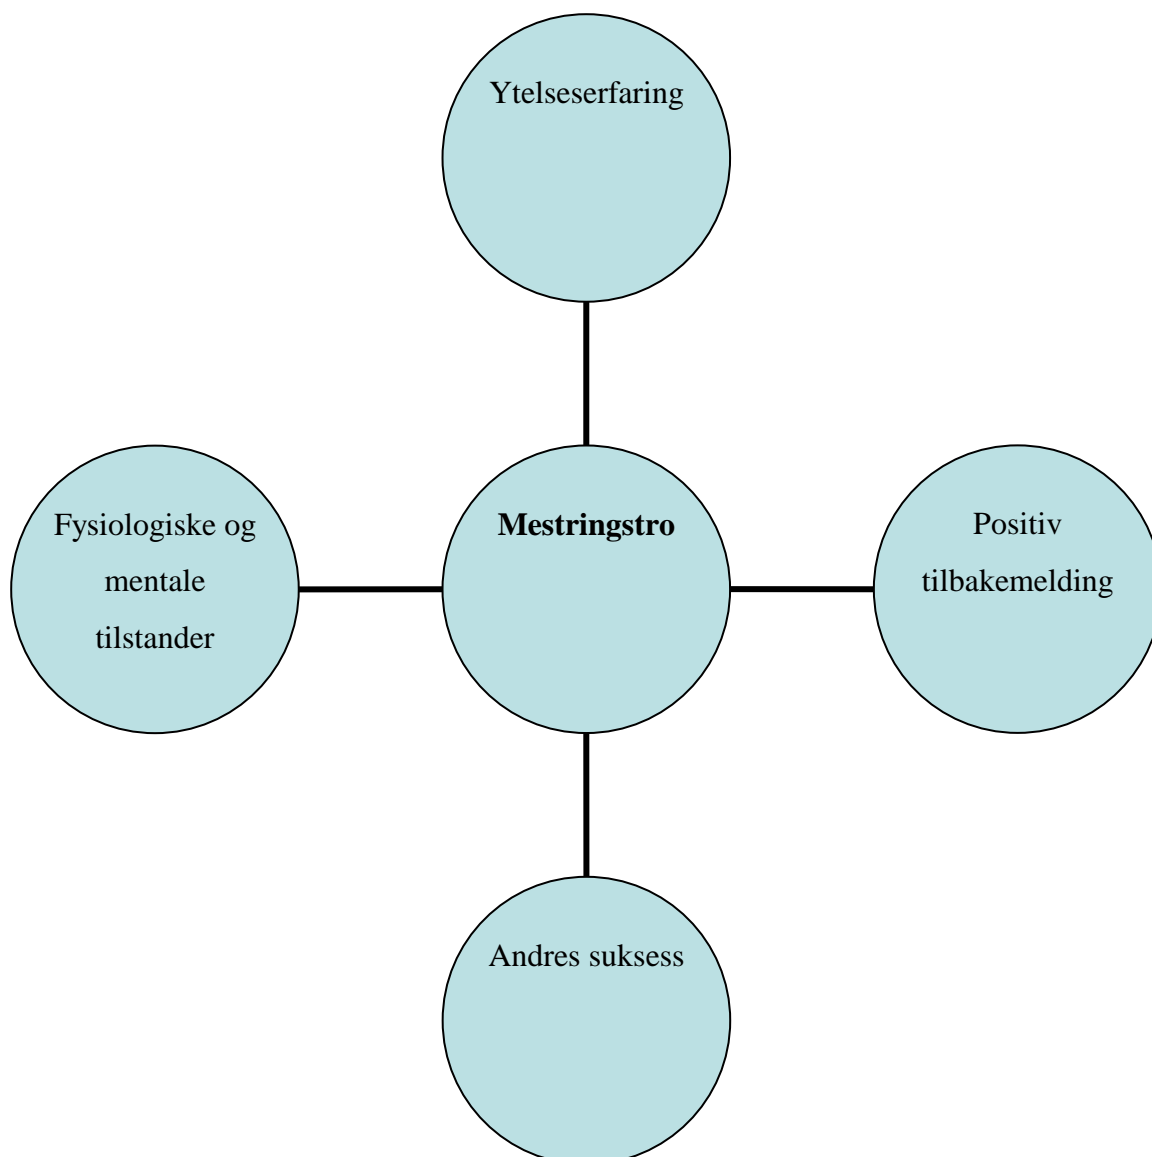 Ytelseserfaring
Fysiologiske og
mentale
tilstander
Mestringstro
Positiv
tilbakemelding
Andres suksess